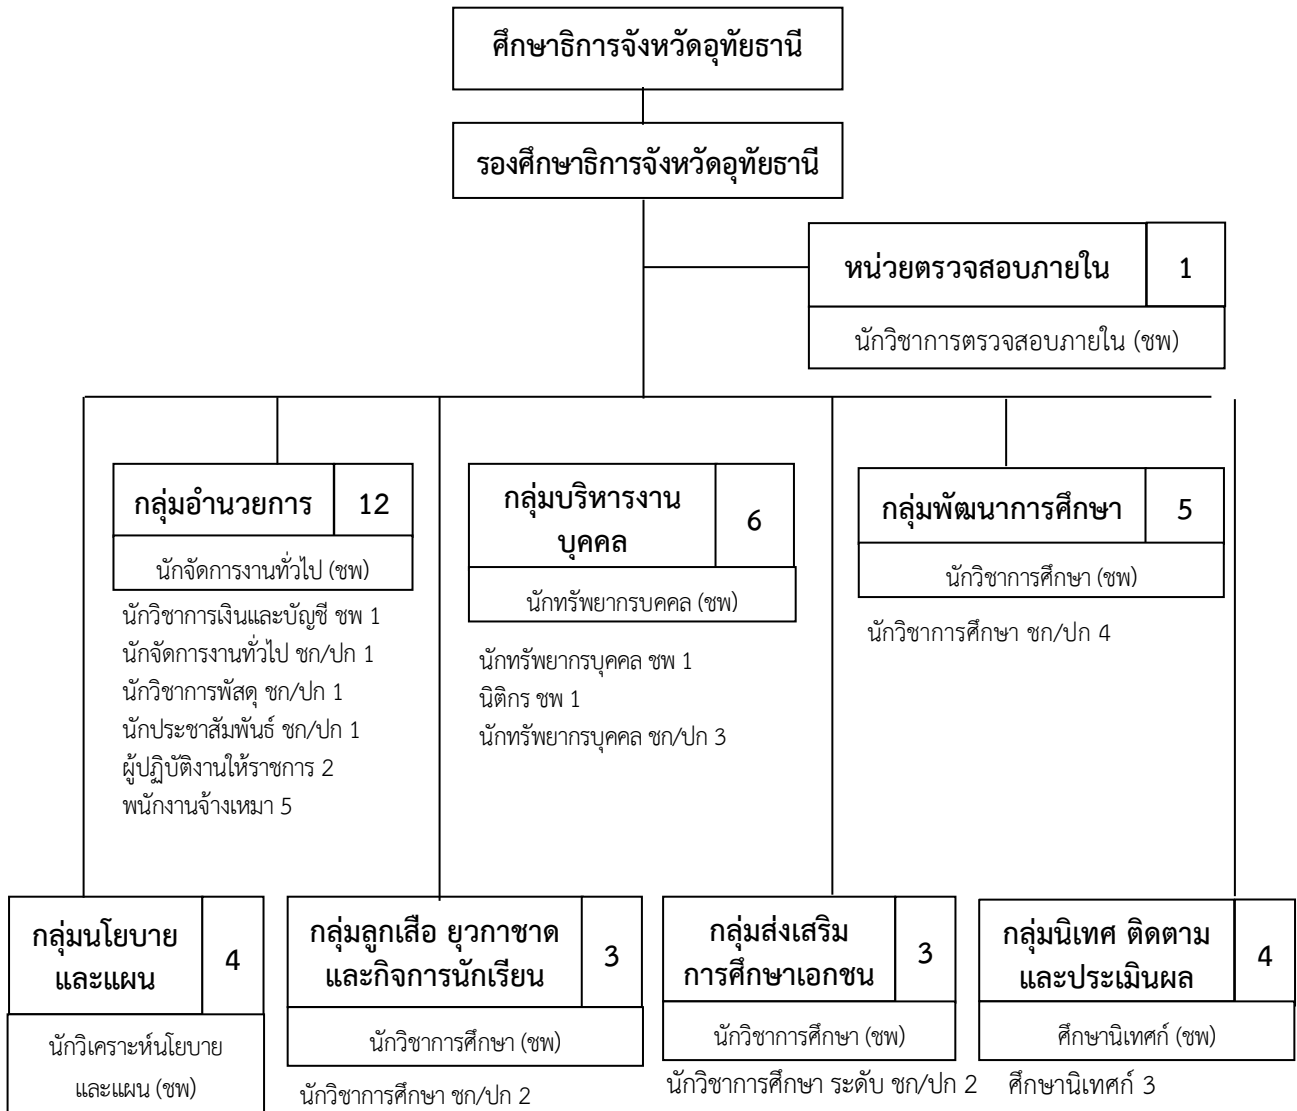 ศึกษาธิการจังหวัดอุทัยธานี
รองศึกษาธิการจังหวัดอุทัยธานี
หน่วยตรวจสอบภายใน 1
นักวิชาการตรวจสอบภายใน (ชพ)
กลุ่มอำนวยการ 12
นักจัดการงานทั่วไป (ชพ)
นักวิชาการเงินและบัญชี ชพ 1
นักจัดการงานทั่วไป ชก/ปก 1
นักวิชาการพัสดุ ชก/ปก 1
นักประชาสัมพันธ์ ชก/ปก 1
ผู้ปฏิบัติงานให้ราชการ 2
พนักงานจ้างเหมา 5
กลุ่มบริหารงาน
บุคคล
6
นักทรัพยากรบคคล (ชพ)
นักทรัพยากรบุคคล ชพ 1
นิติกร ชพ 1
นักทรัพยากรบุคคล ชก/ปก 3
กลุ่มพัฒนาการศึกษา 5
นักวิชาการศึกษา (ชพ)
นักวิชาการศึกษา ชก/ปก 4
กลุ่มนโยบาย
และแผน
4
นักวิเคราะห์นโยบาย
และแผน (ชพ)
กลุ่มลูกเสือ ยุวกาชาด
และกิจการนักเรียน
3
นักวิชาการศึกษา (ชพ)
นักวิชาการศึกษา ชก/ปก 2
กลุ่มส่งเสริม
การศึกษาเอกชน
3
นักวิชาการศึกษา (ชพ)
นักวิชาการศึกษา ระดับ ชก/ปก 2
กลุ่มนิเทศ ติดตาม
และประเมินผล
4
ศึกษานิเทศก์ (ชพ)
ศึกษานิเทศก์ 3